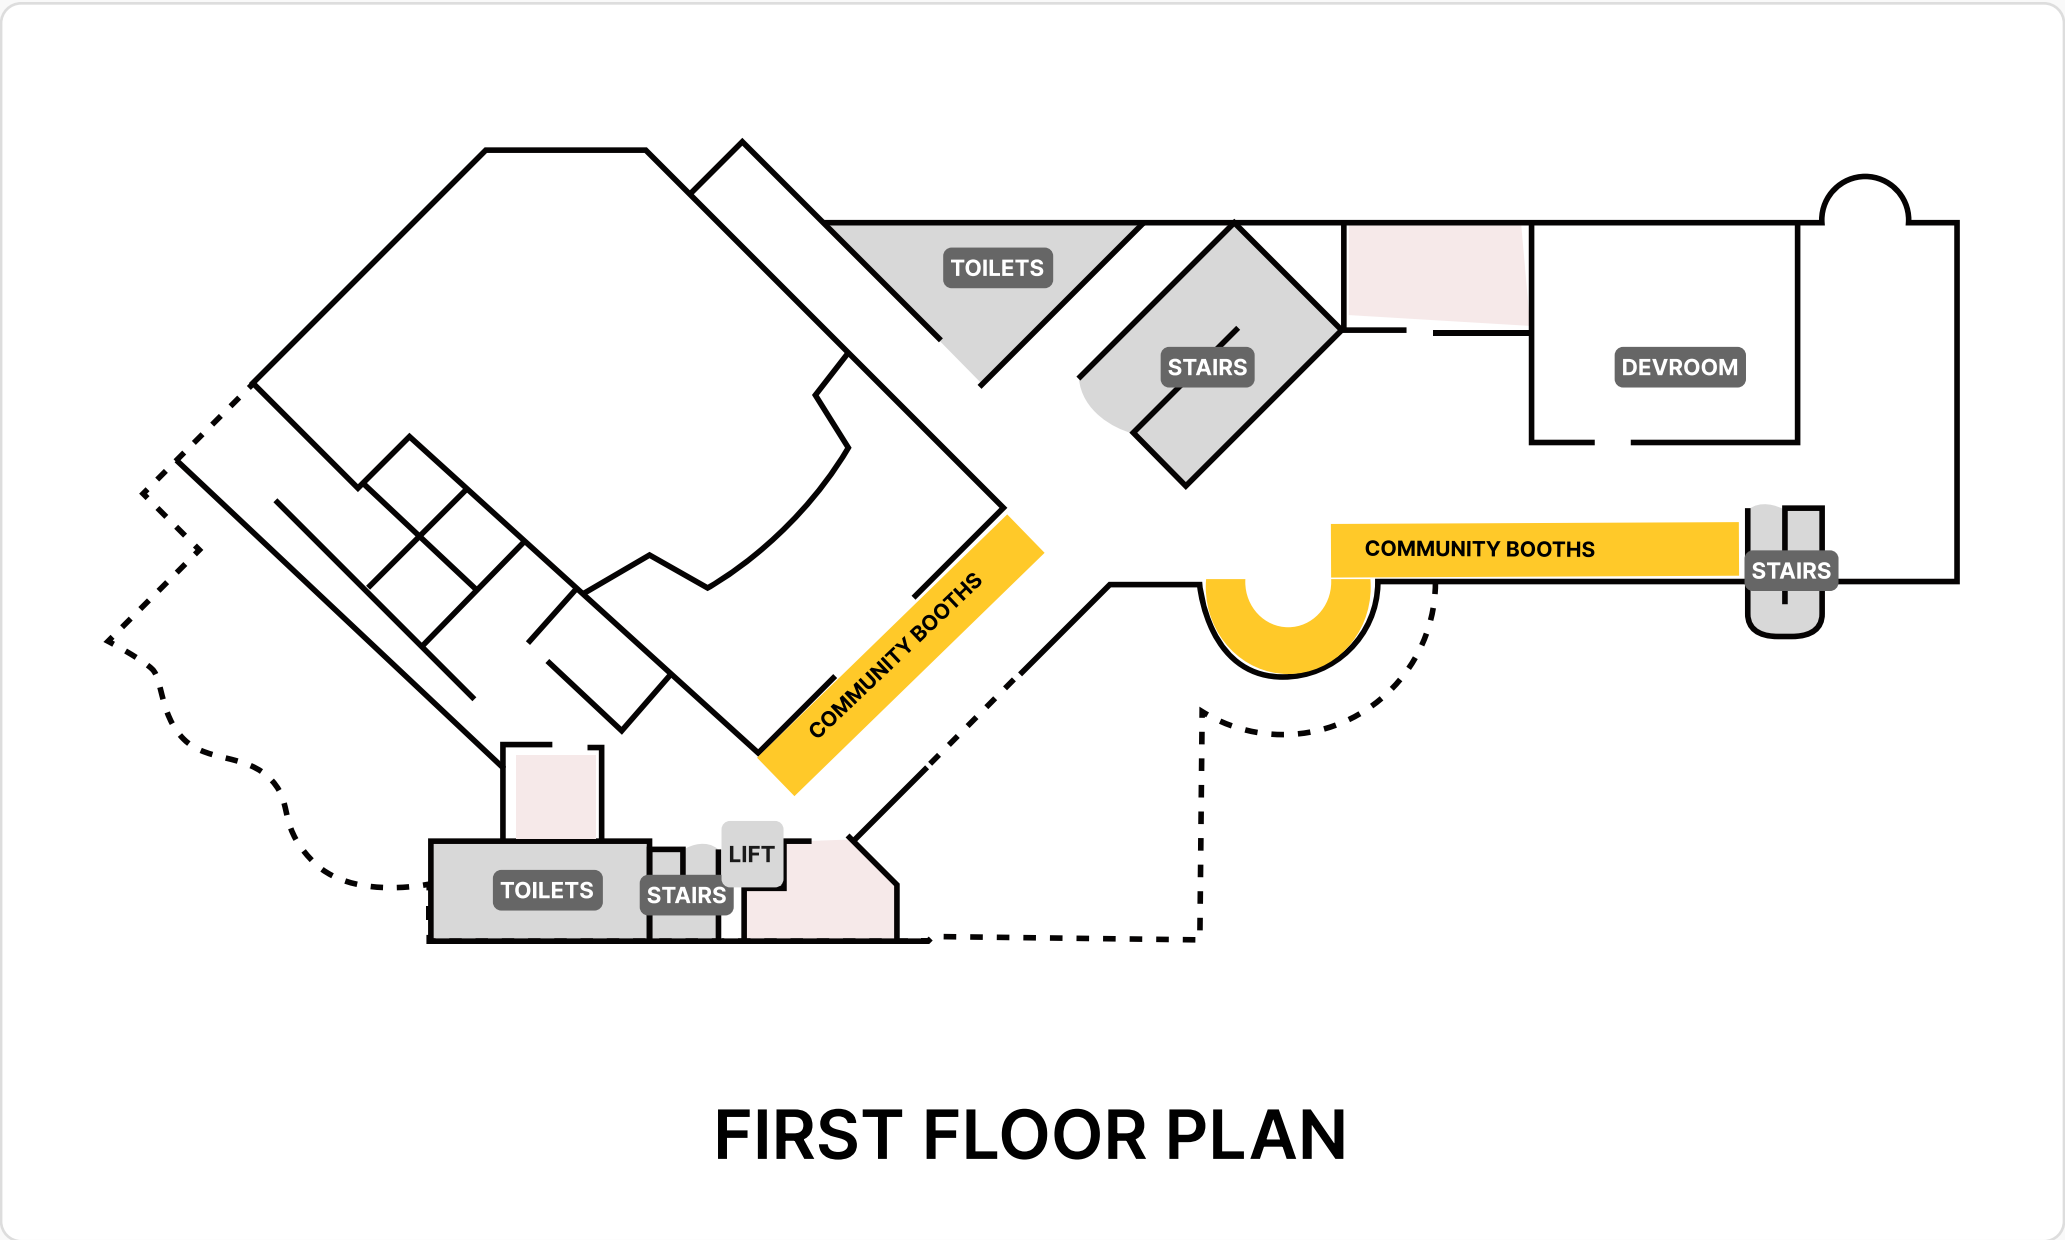 TOILETS
STAIRS
DEVROOM
COMMUNITY BOOTHS
STAIRS
COMMUNITY BOOTHS
LIFT
TOILETS
STAIRS
FIRST FLOOR PLAN